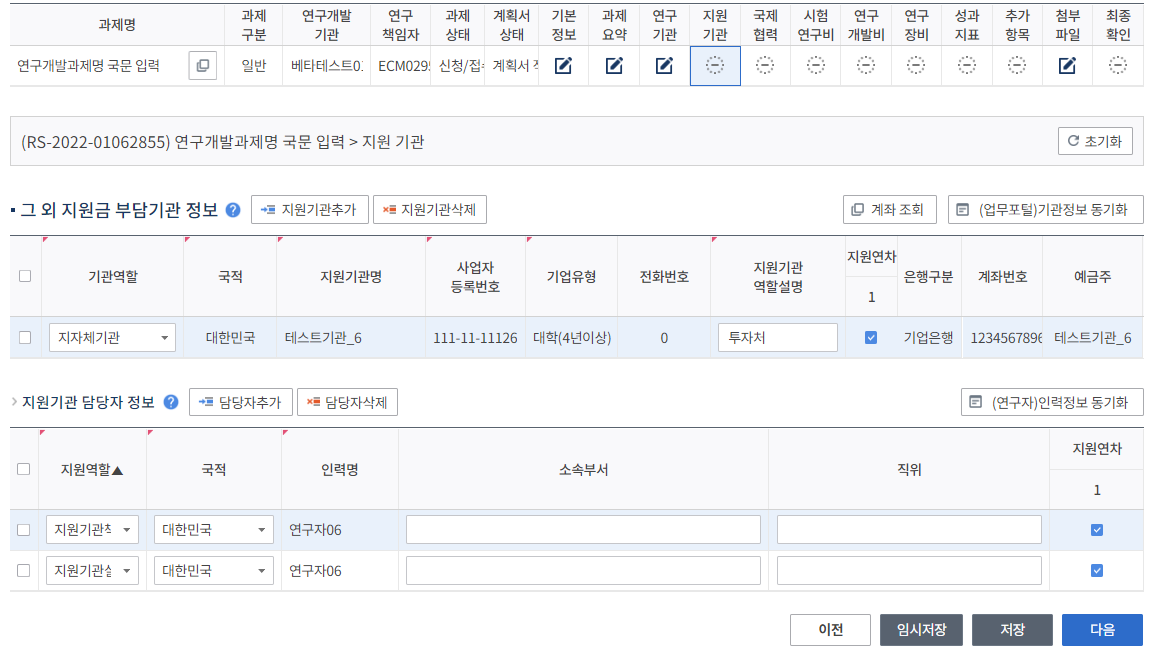 과제명 과제 구분 연구개발 기관 연구 책임자 과제 상태 계획서 상태 기본 정보 과제 요약 연구 기관 지원 기관 국제 협력 시험 연구비 연구 개발비 연구 장비 성과 지표 추가 항목 첨부 파일 최종 확인
연구개발과제명 국문 입력 일반 베타테스트0 ECM029 신청/접 계획서
(RS-2022-01062855) 연구개발과제명 국문 입력 > 지원 기관 초기화
그 외 지원금 부담기관 정보 ? 지원기관추가 지원기관삭제 계좌 조회 (업무포털)기관정보 동기화
기관역할 국적 지원기관명 사업자 등록번호 기업유형 전화번호 지원기관 역할설명 지원연차 은행구분 계좌번호 예금주
1
지자체기관 대한민국 테스트기관_6 111-11-11126 대학(4년이상) 0 투자처 기업은행 1234567896 테스트기관_6
> 지원기관 담당자 정보 ? 담당자추가 담당자삭제 (연구자)인력정보 동기화
지원역할▲ 국적 인력명 소속부서 직위 지원연차
1
지원기관책 대한민국 연구자06
지원기관실 대한민국 연구자06
이전 임시저장 저장 다음